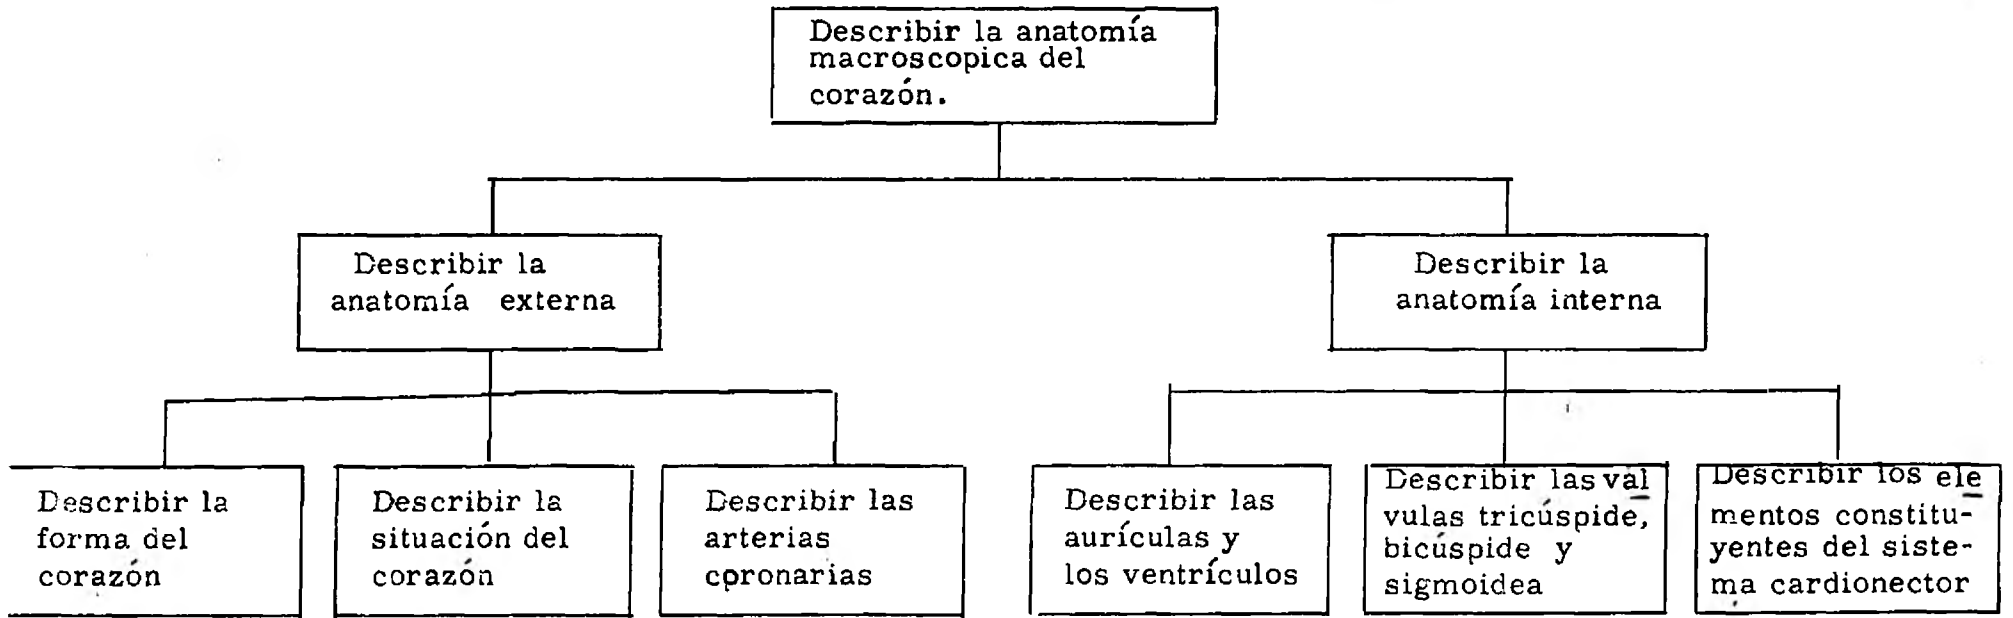 Describir la anatomía
macroscopica del
corazón.
Describir la
anatomía externa
Describir la
anatomía interna
Describir la
forma del
corazón
Describir la
situación del
corazón
Describir las
arterias
coronarias
Describir las
aurículas y
los ventrículos
Describir las val
vulas tricúspide,
bicúspide y
sigmoidea
Describir los ele
mentos constitu-
yentes del siste-
ma cardionector